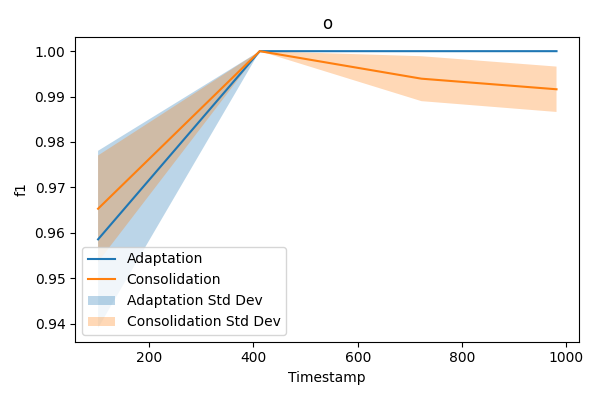 o
1.00
0.99
0.98
0.97
0.96
0.95
0.94
f1
Adaptation
Consolidation
Adaptation Std Dev
Consolidation Std Dev
200
400
600
800
1000
Timestamp